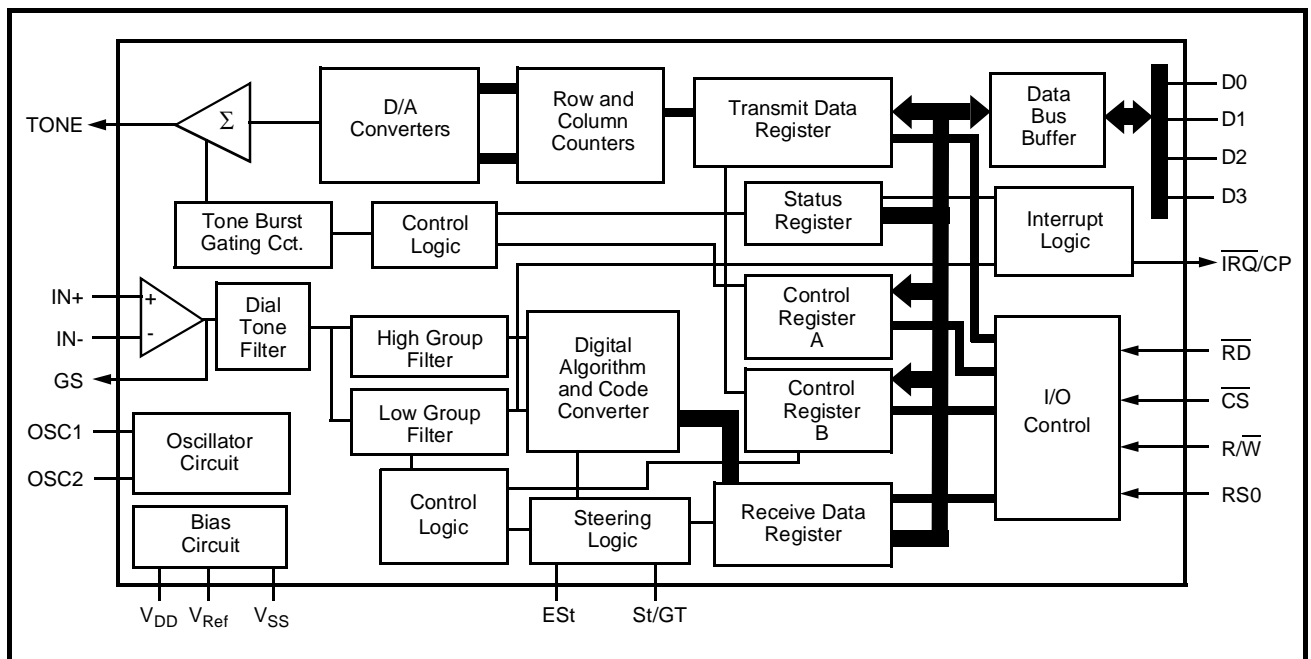 TONE
Σ
D/A
Converters
Row and
Column
Counters
Transmit Data
Register
Data
Bus
Buffer
D0
D1
D2
D3
Tone Burst
Gating Cct.
Control
Logic
Status
Register
Interrupt
Logic
I̅R̅Q̅/CP
IN+
IN-
GS
+
-
Dial
Tone
Filter
High Group
Filter
Low Group
Filter
Digital
Algorithm
and Code
Converter
Control
Register
A
Control
Register
B
I/O
Control
R̅D̅
C̅S̅
R/W̅
RS0
OSC1
OSC2
Oscillator
Circuit
Bias
Circuit
Control
Logic
Steering
Logic
Receive Data
Register
VDD
VRef
VSS
ESt
St/GT